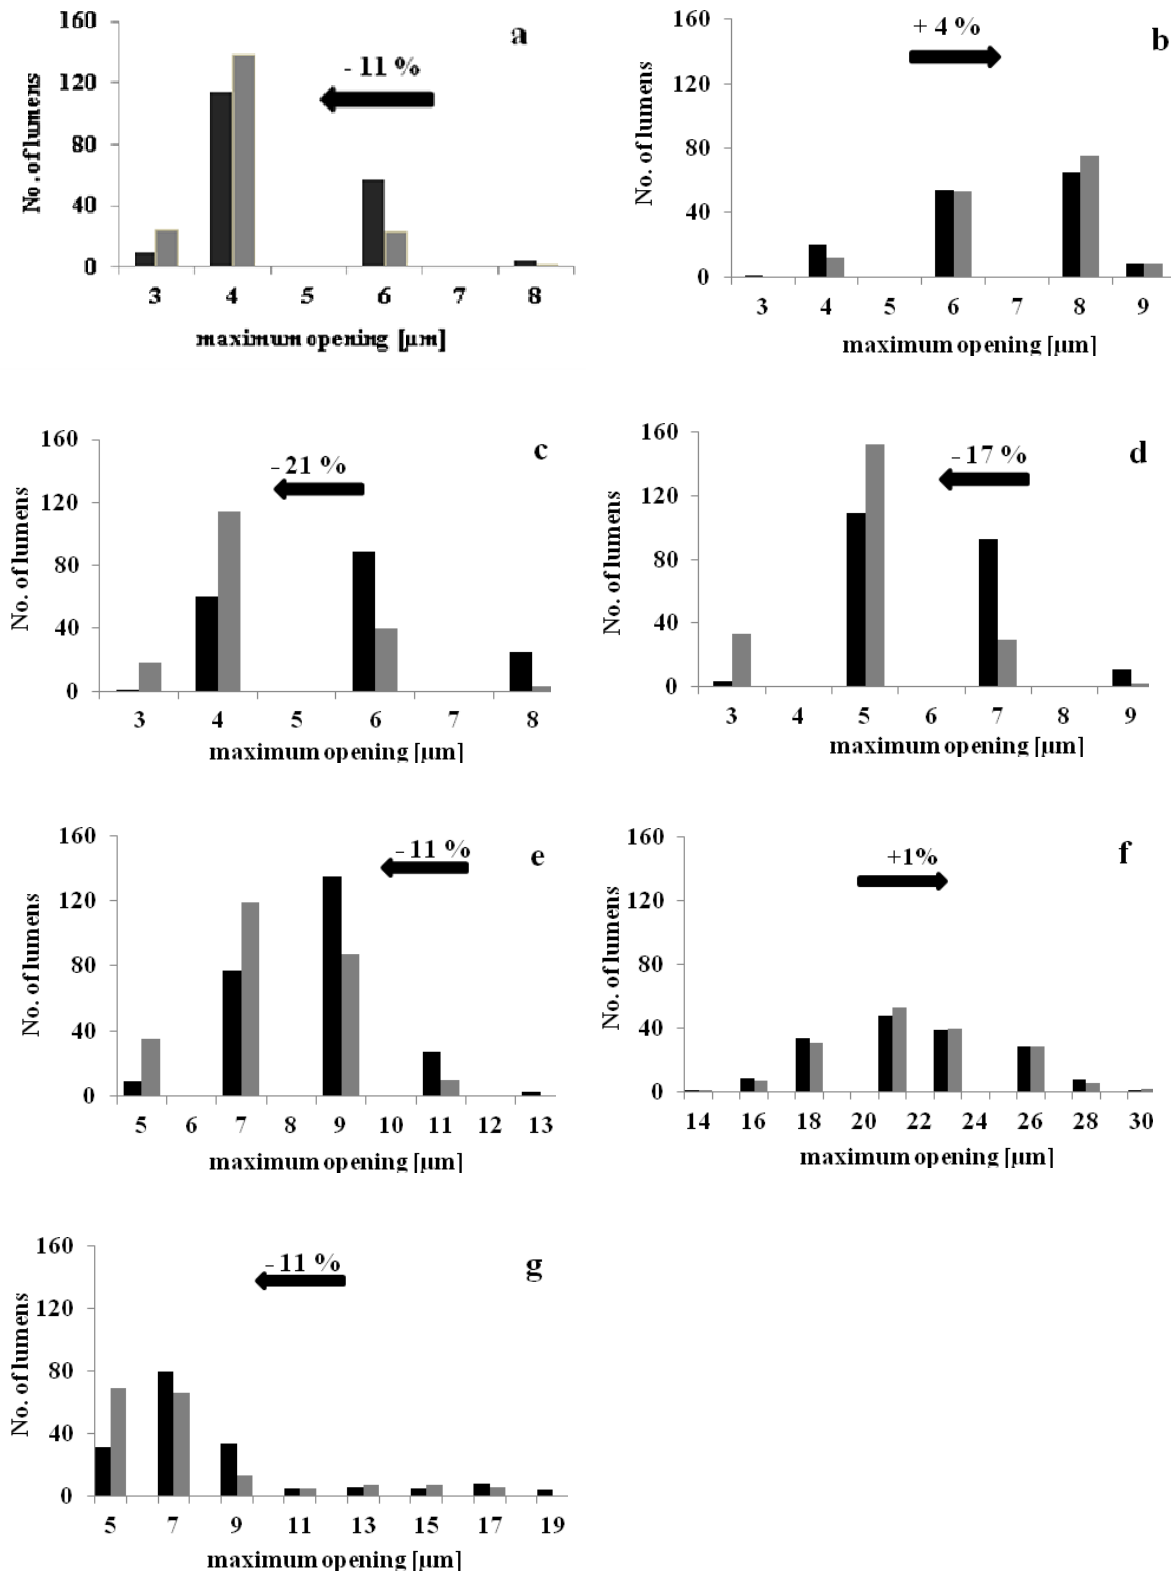 a
- 11 %
No. of lumens
160
120
80
40
0
3 4 5 6 7 8
maximum opening [µm]
b
+ 4 %
No. of lumens
160
120
80
40
0
3 4 5 6 7 8 9
maximum opening [µm]
c
- 21 %
No. of lumens
160
120
80
40
0
3 4 5 6 7 8
maximum opening [µm]
d
- 17 %
No. of lumens
160
120
80
40
0
3 4 5 6 7 8 9
maximum opening [µm]
e
- 11 %
No. of lumens
160
120
80
40
0
5 6 7 8 9 10 11 12 13
maximum opening [µm]
f
+1%
No. of lumens
160
120
80
40
0
14 16 18 20 22 24 26 28 30
maximum opening [µm]
g
- 11 %
No. of lumens
160
120
80
40
0
5 7 9 11 13 15 17 19
maximum opening [µm]